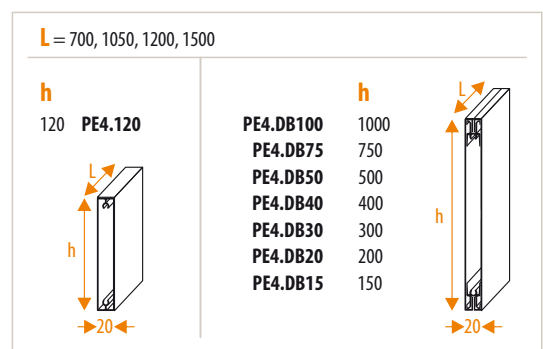 L = 700, 1050, 1200, 1500
h
120 PE4.120
L
h
20
h
PE4.DB100 1000
PE4.DB75 750
PE4.DB50 500
PE4.DB40 400
PE4.DB30 300
PE4.DB20 200
PE4.DB15 150
L
h
20